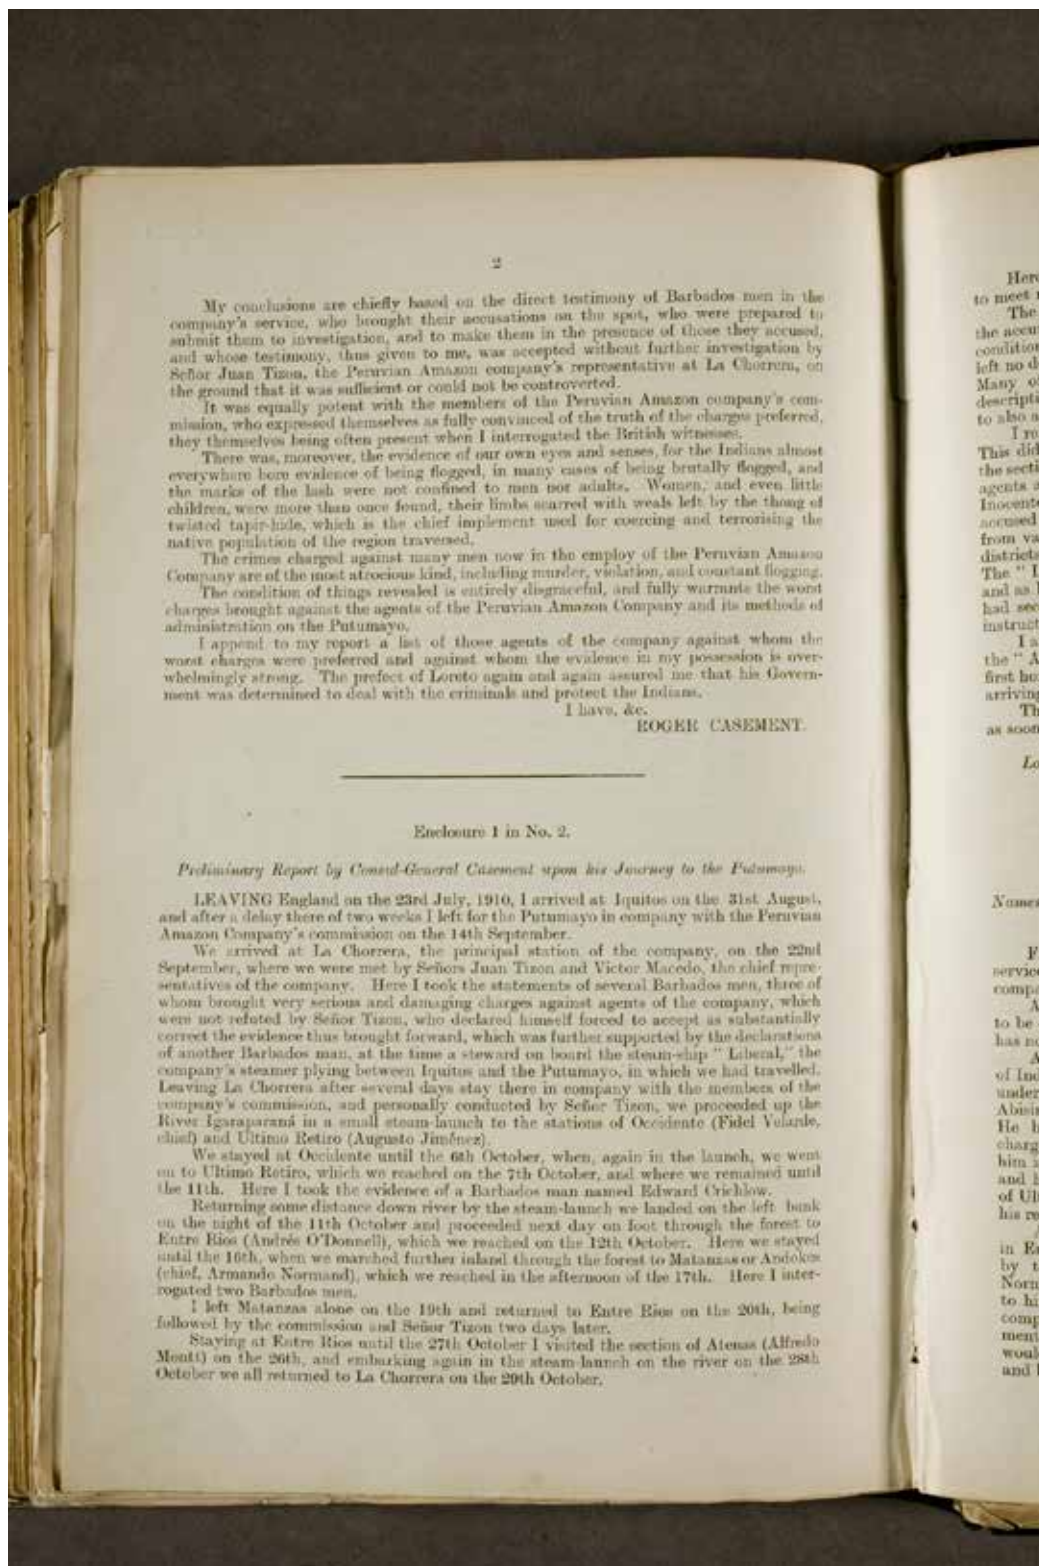 2
My conclusions are chiefly based on the direct testimony of Barbados men in the
company's service, who brought their accusations on the spot, who were prepared to
submit them to investigation, and to make them in the presence of those they accused,
and whose testimony, thus given to me, was accepted without further investigation by
Señor Juan Tizon, the Peruvian Amazon company's representative at La Chorrera, on
the ground that it was sufficient or could not be controverted.
It was equally potent with the members of the Peruvian Amazon company's com-
mission, who expressed themselves as fully convinced of the truth of the charges preferred,
they themselves being often present when I interrogated the British witnesses.
There was, moreover, the evidence of our own eyes and senses, for the Indians almost
everywhere bore evidence of being flogged, in many cases of being brutally flogged, and
the marks of the lash were not confined to men nor adults. Women, and even little
children, were more than once found, their limbs scarred with weals left by the thong of
twisted tapir-hide, which is the chief implement used for coercing and terrorising the
native population of the region traversed.
The crimes charged against many men now in the employ of the Peruvian Amazon
Company are of the most atrocious kind, including murder, violation, and constant flogging.
The condition of things revealed is entirely disgraceful, and fully warrants the worst
charges brought against the agents of the Peruvian Amazon Company and its methods of
administration on the Putumayo.
I append to my report a list of those agents of the company against whom the
worst charges were preferred and against whom the evidence in my possession is over-
whelmingly strong. The prefect of Loreto again and again assured me that his Govern-
ment was determined to deal with the criminals and protect the Indians.
I have, &c.
ROGER CASEMENT.
Enclosure 1 in No. 2.
Preliminary Report by Consul-General Casement upon his Journey to the Putumayo.
LEAVING England on the 23rd July, 1910, I arrived at Iquitos on the 31st August,
and after a delay there of two weeks I left for the Putumayo in company with the Peruvian
Amazon Company's commission on the 14th September.
We arrived at La Chorrera, the principal station of the company, on the 22nd
September, where we were met by Señors Juan Tizon and Victor Macedo, the chief repre-
sentatives of the company. Here I took the statements of several Barbados men, three of
whom brought very serious and damaging charges against agents of the company, which
were not refuted by Señor Tizon, who declared himself forced to accept as substantially
correct the evidence thus brought forward, which was further supported by the declarations
of another Barbados man, at the time a steward on board the steam-ship "Liberal," the
company's steamer plying between Iquitos and the Putumayo, in which we had travelled.
Leaving La Chorrera after several days stay there in company with the members of the
company's commission, and personally conducted by Señor Tizon, we proceeded up the
River Igaraparaná in a small steam-launch to the stations of Occidente (Fidel Velarde,
chief) and Ultimo Retiro (Augusto Jiménez).
We stayed at Occidente until the 6th October, when, again in the launch, we went
on to Ultimo Retiro, which we reached on the 7th October, and where we remained until
the 11th. Here I took the evidence of a Barbados man named Edward Crichlow.
Returning some distance down river by the steam-launch we landed on the left bank
on the night of the 11th October and proceeded next day on foot through the forest to
Entre Rios (Andrés O'Donnell), which we reached on the 12th October. Here we stayed
until the 16th, when we marched further inland through the forest to Matanzas or Andokes
(chief, Armando Normand), which we reached in the afternoon of the 17th. Here I inter-
rogated two Barbados men.
I left Matanzas alone on the 19th and returned to Entre Rios on the 20th, being
followed by the commission and Señor Tizon two days later.
Staying at Entre Rios until the 27th October I visited the section of Atenas (Alfredo
Montt) on the 26th, and embarking again in the steam-launch on the river on the 28th
October we all returned to La Chorrera on the 29th October.